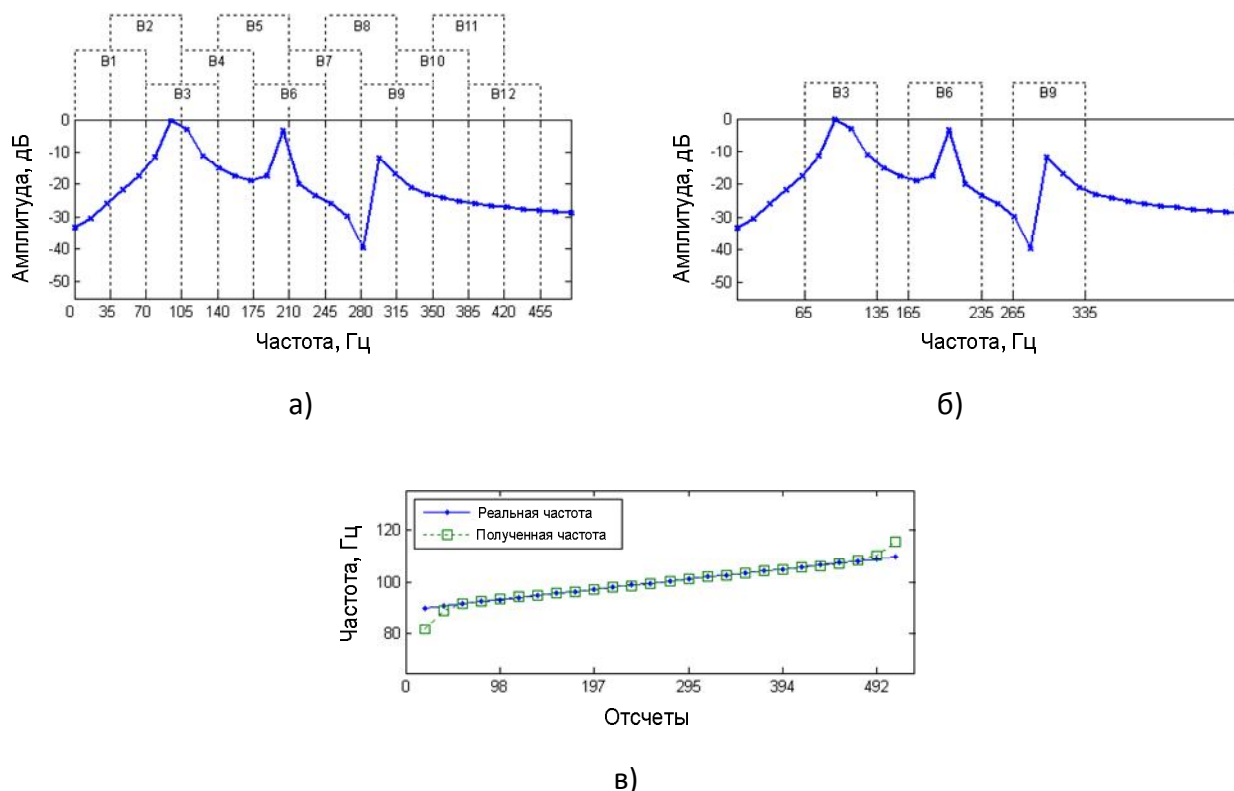 B2 B5 B8 B11
B1 B4 B7 B10
B3 B6 B9 B12
0
-10
-20
-30
-40
-50
Амплитуда, дБ
0 35 70 105 140 175 210 245 280 315 350 385 420 455
Частота, Гц
а)
B3 B6 B9
0
-10
-20
-30
-40
-50
Амплитуда, дБ
65 135 165 235 265 335
Частота, Гц
б)
Реальная частота
Полученная частота
120
100
80
Частота, Гц
0 98 197 295 394 492
Отсчеты
в)